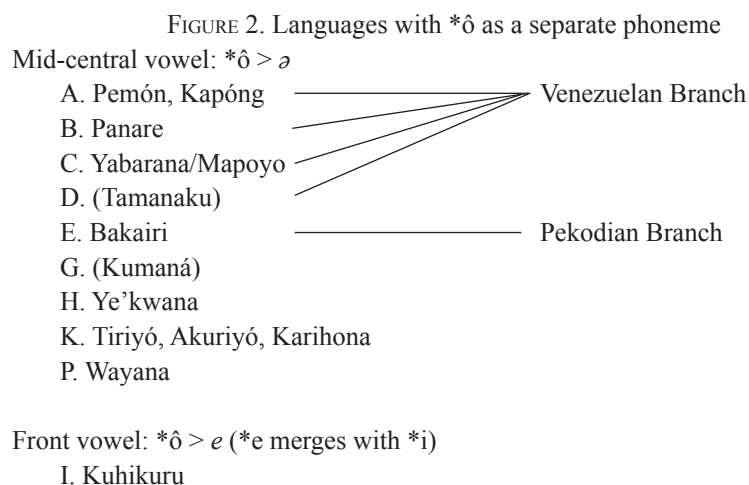 FIGURE 2. Languages with *ô as a separate phoneme
Mid-central vowel: *ô > ə
A. Pemón, Kapóng Venezuelan Branch
B. Panare
C. Yabarana/Mapoyo
D. (Tamanaku)
E. Bakairi Pekodian Branch
G. (Kumaná)
H. Ye’kwana
K. Tiriyó, Akuriyó, Karihona
P. Wayana
Front vowel: *ô > e (*e merges with *i)
I. Kuhikuru